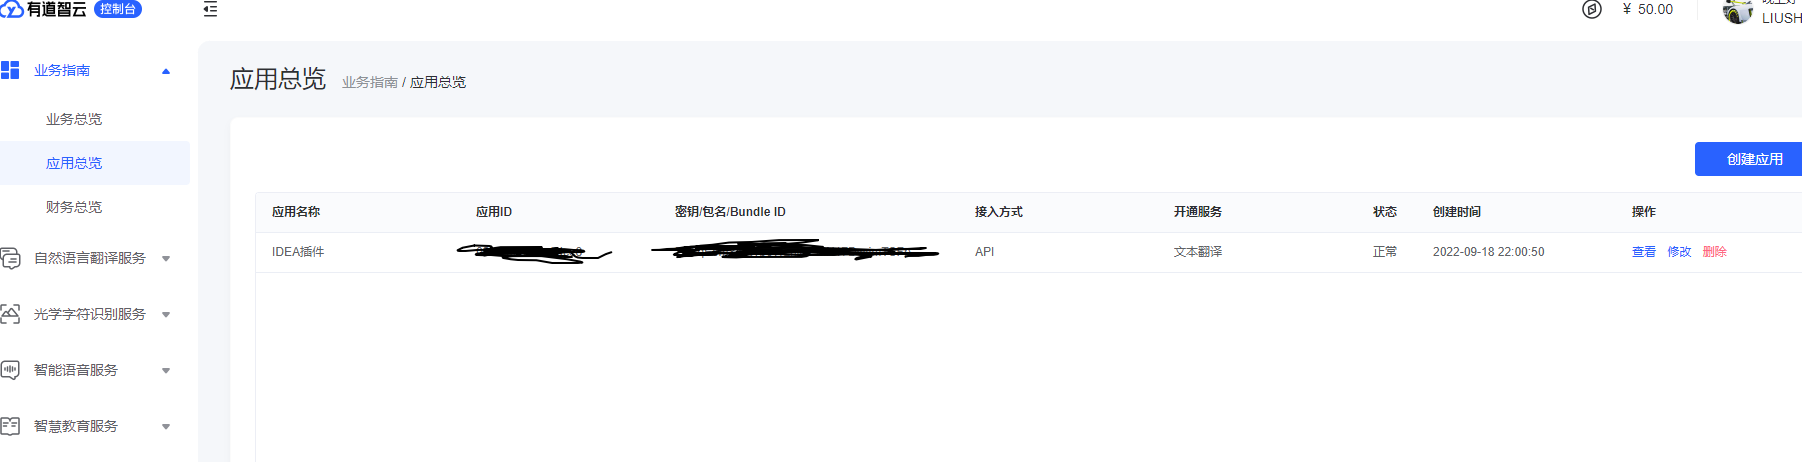 有道智云 控制台
¥ 50.00
LIUSH
业务指南
业务总览
应用总览
财务总览
自然语言翻译服务
光学字符识别服务
智能语音服务
智慧教育服务
应用总览 业务指南 / 应用总览
创建应用
应用名称 应用ID 密钥/包名/Bundle ID 接入方式 开通服务 状态 创建时间 操作
IDEA插件 API 文本翻译 正常 2022-09-18 22:00:50 查看 修改 删除